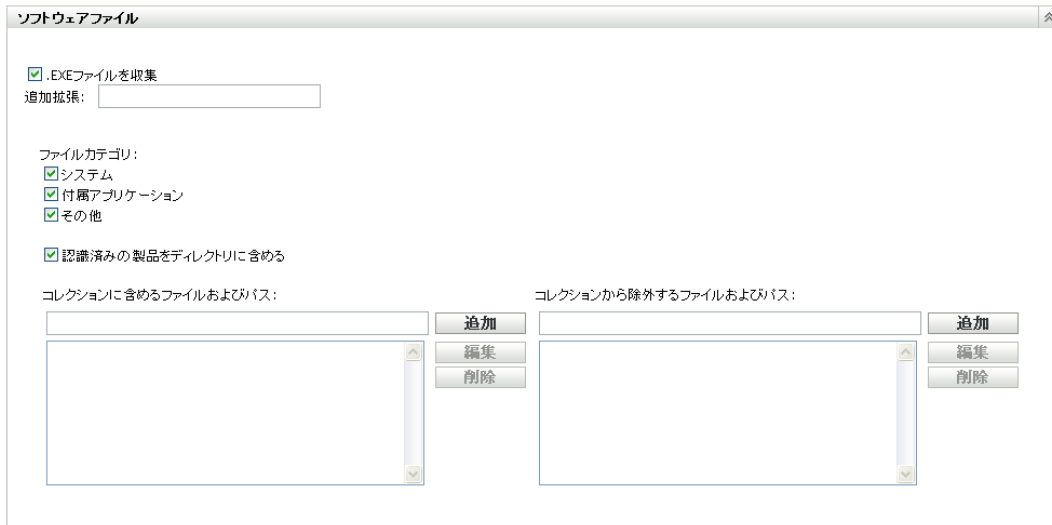 ソフトウェアファイル
.EXEファイルを収集
追加拡張:
ファイルカテゴリ:
システム
付属アプリケーション
その他
認識済みの製品をディレクトリに含める
コレクションに含めるファイルおよびパス:
コレクションから除外するファイルおよびパス:
追加
追加
編集
編集
削除
削除